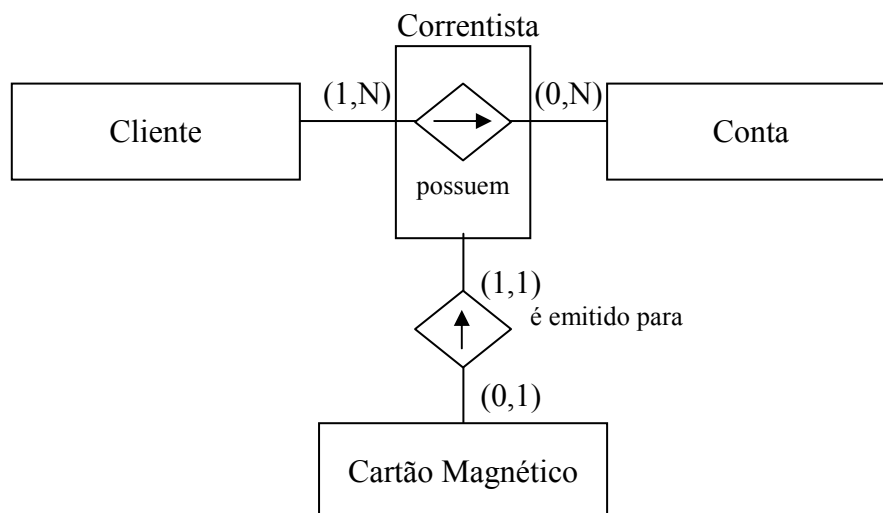 Correntista
(1,N)
(0,N)
Cliente
Conta
possuem
(1,1)
é emitido para
(0,1)
Cartão Magnético